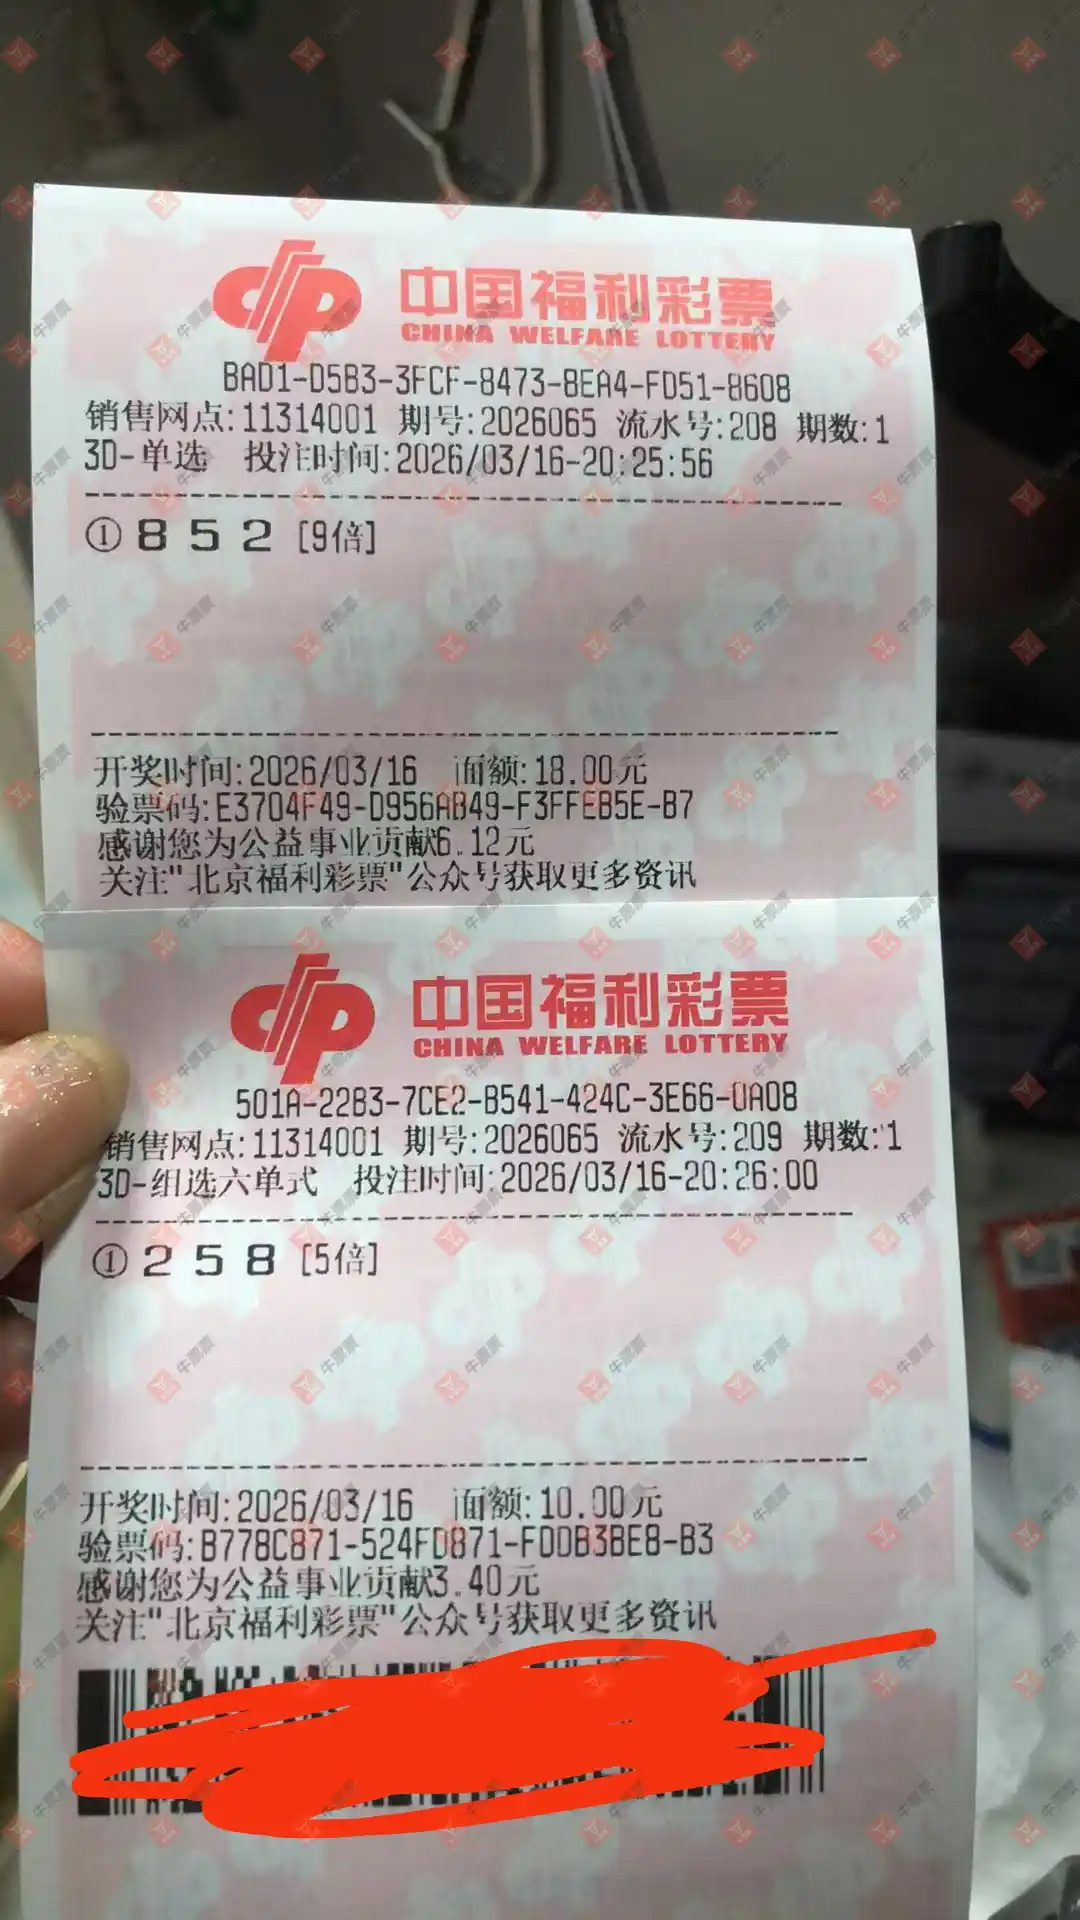 中国福利彩票
CHINA WELFARE LOTTERY
BAD1-D5B3-3FCF-8473-BEA4-FD51-8608
销售网点:11314001 期号:2026065 流水号:208 期数:1
3D-单选 投注时间:2026/03/16-20:25:56
① 8 5 2 [9倍]
开奖时间:2026/03/16 面额:18.00元
验票码:E3704F49-D956AB49-F3FFEB5E-B7
感谢您为公益事业贡献6.12元
关注"北京福利彩票"公众号获取更多资讯
中国福利彩票
CHINA WELFARE LOTTERY
501A-22B3-7CE2-B541-424C-3E66-0A08
销售网点:11314001 期号:2026065 流水号:209 期数:1
3D-组选六单式 投注时间:2026/03/16-20:26:00
① 2 5 8 [5倍]
开奖时间:2026/03/16 面额:10.00元
验票码:B778C871-524FD871-FDDB3BE8-B3
感谢您为公益事业贡献3.40元
关注"北京福利彩票"公众号获取更多资讯
牛票票